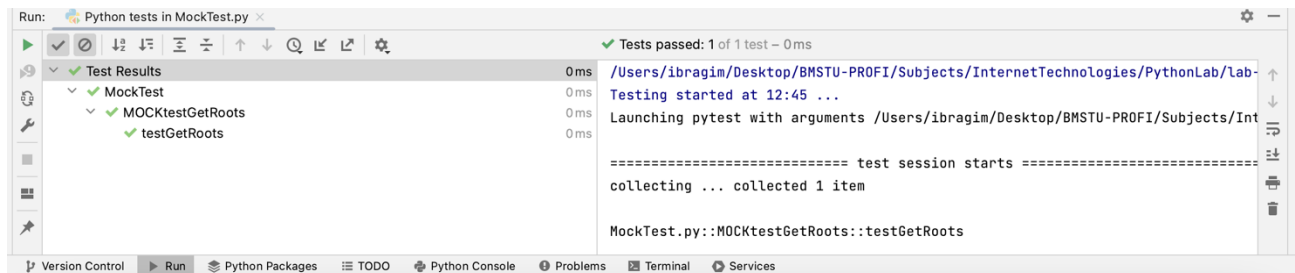 Run: Python tests in MockTest.py
Tests passed: 1 of 1 test – 0 ms
Test Results 0 ms
MockTest 0 ms
MOCKtestGetRoots 0 ms
testGetRoots 0 ms
/Users/ibragim/Desktop/BMSTU-PROFI/Subjects/InternetTechnologies/PythonLab/lab-
Testing started at 12:45 ...
Launching pytest with arguments /Users/ibragim/Desktop/BMSTU-PROFI/Subjects/Int
============================= test session starts =============================
collecting ... collected 1 item
MockTest.py::MOCKtestGetRoots::testGetRoots
Version Control Run Python Packages TODO Python Console Problems Terminal Services